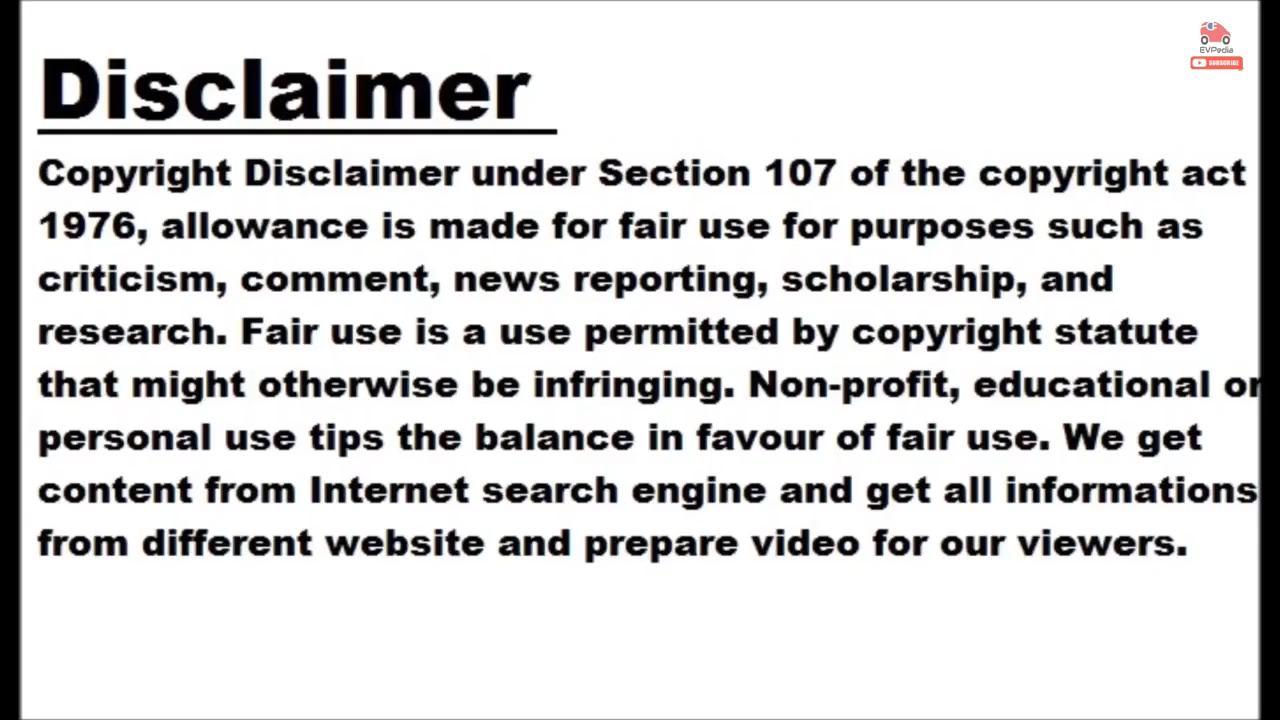 EVPedia
SUBSCRIBE
Disclaimer
Copyright Disclaimer under Section 107 of the copyright act
1976, allowance is made for fair use for purposes such as
criticism, comment, news reporting, scholarship, and
research. Fair use is a use permitted by copyright statute
that might otherwise be infringing. Non-profit, educational or
personal use tips the balance in favour of fair use. We get
content from Internet search engine and get all informations
from different website and prepare video for our viewers.